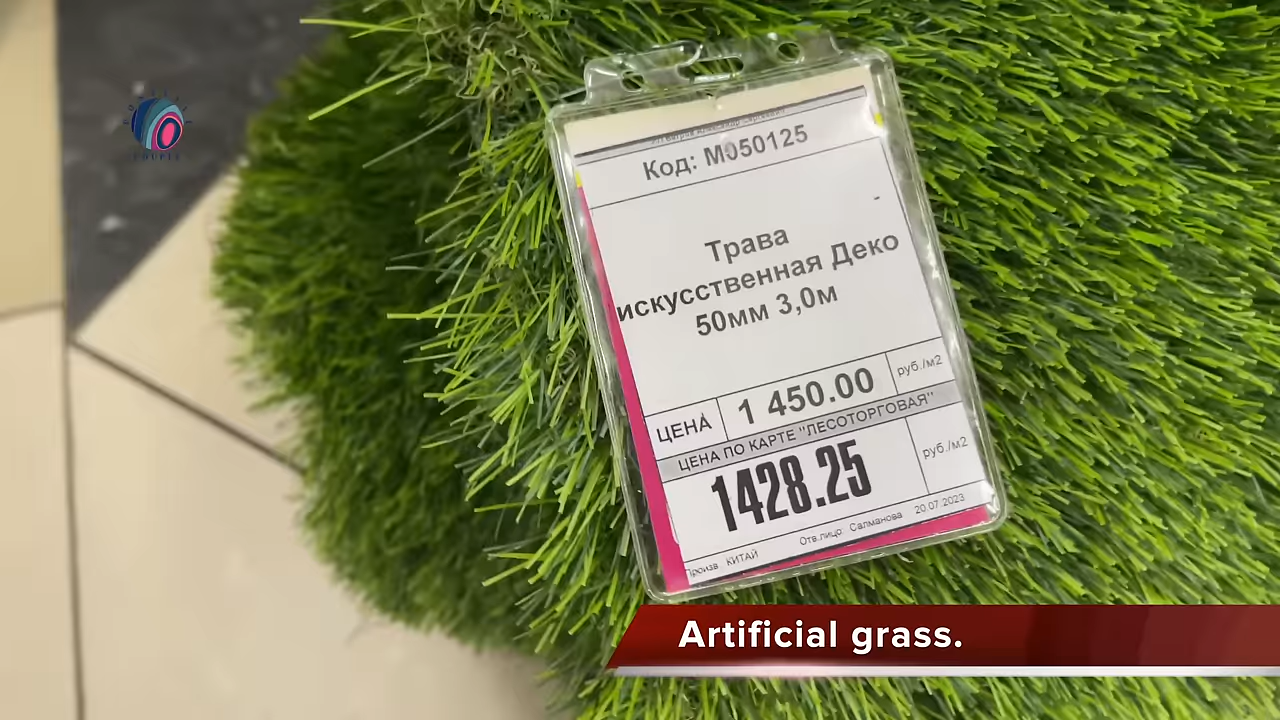 Код: М050125
-
Трава
искусственная Деко
50мм 3,0м
ЦЕНА 1 450.00 руб./м2
ЦЕНА ПО КАРТЕ "ЛЕСОТОРГОВАЯ"
1428.25 руб./м2
Произв КИТАЙ Отв.лицо: Салманова 20.07.2023
Artificial grass.